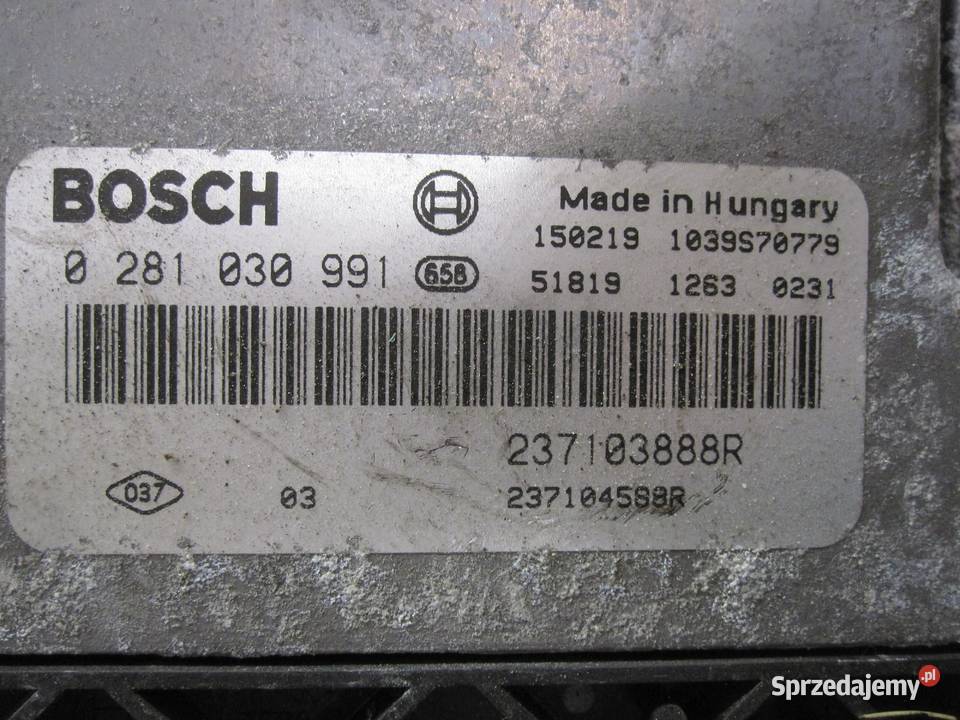 BOSCH
Made in Hungary
150219 1039S70779
0 281 030 991 658
51819 1263 0231
237103888R
037 03
237104588R
Sprzedajemy.pl